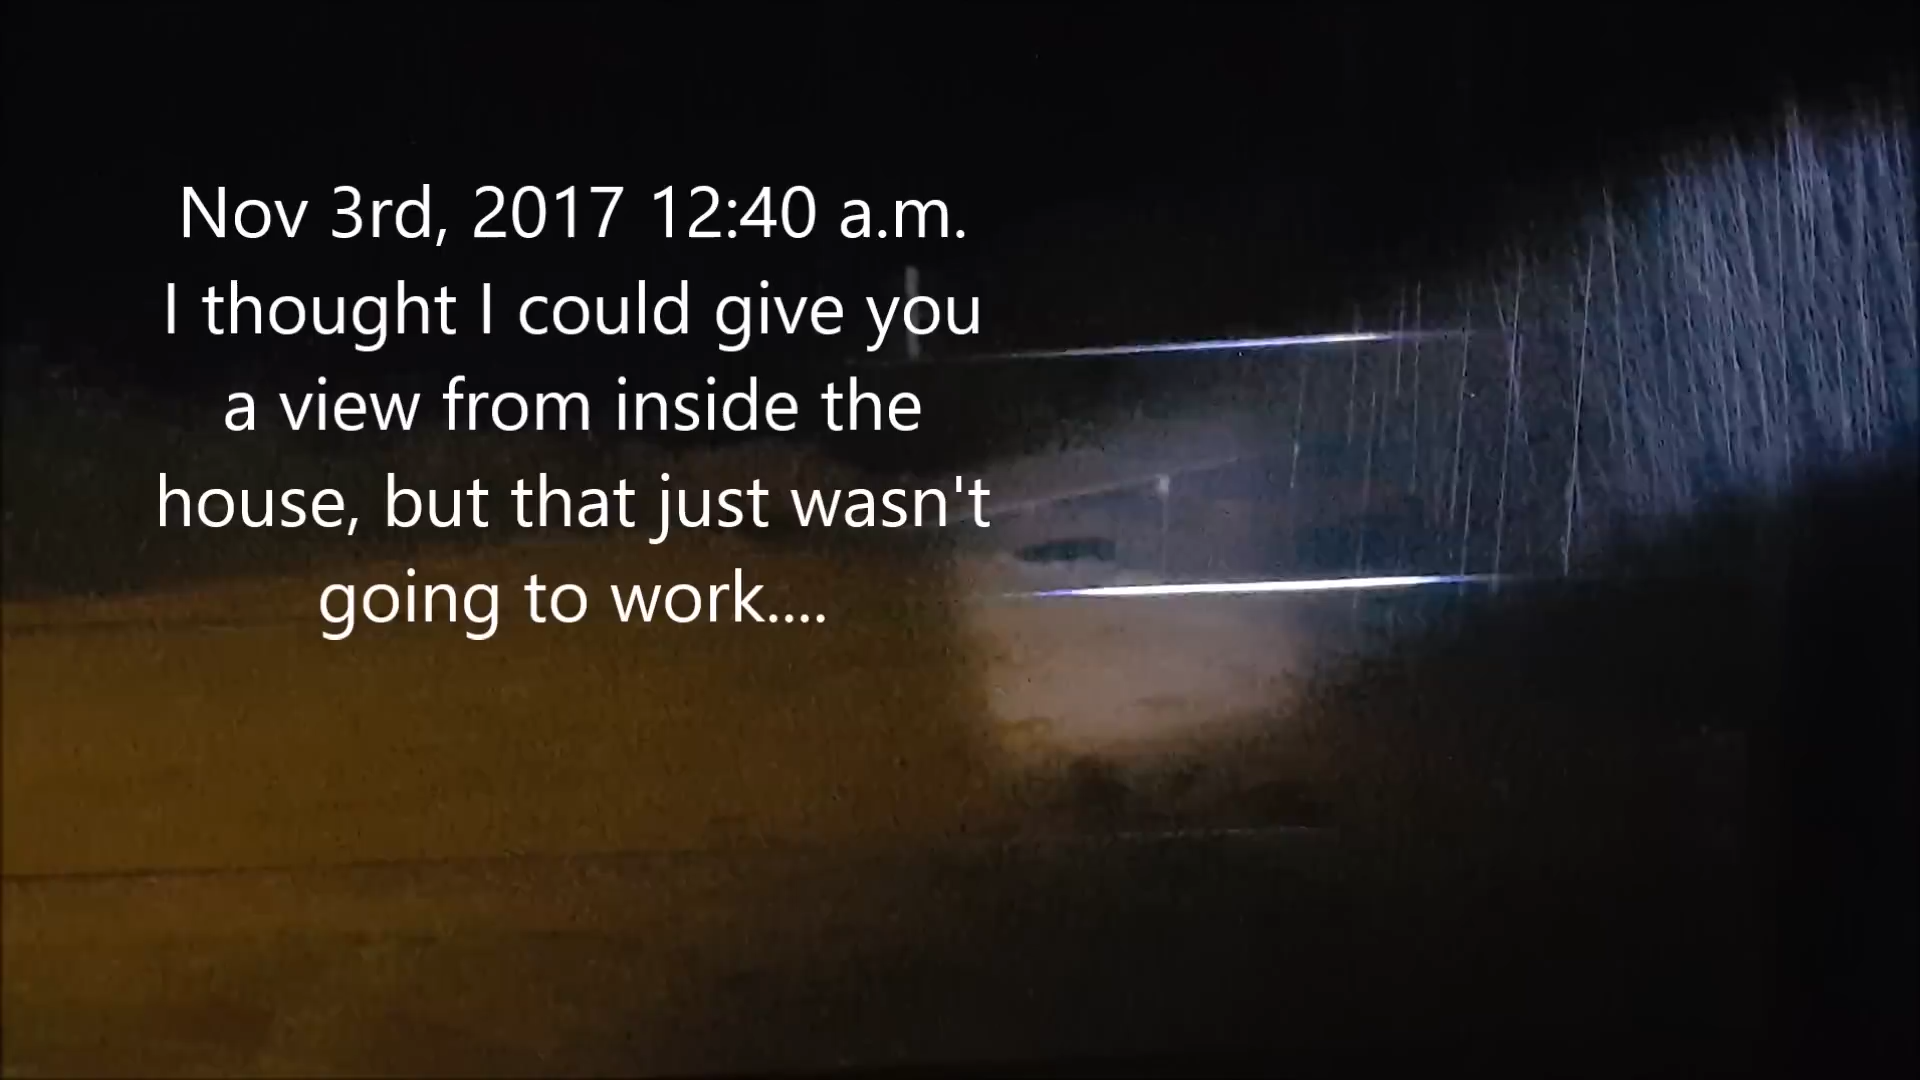 Nov 3rd, 2017 12:40 a.m.
I thought I could give you
a view from inside the
house, but that just wasn't
going to work....